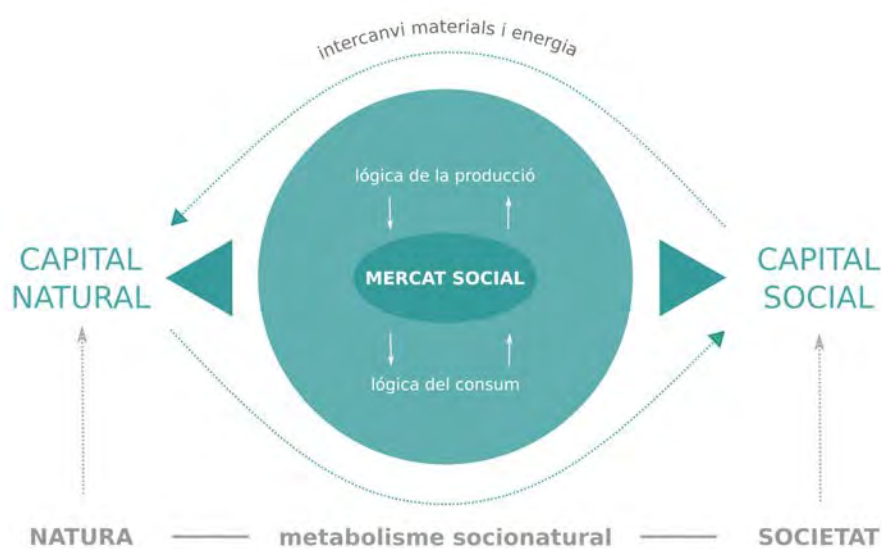 intercanvi materials i energia
lógica de la producció
MERCAT SOCIAL
lógica del consum
CAPITAL
NATURAL
CAPITAL
SOCIAL
NATURA
metabolisme socionatural
SOCIETAT